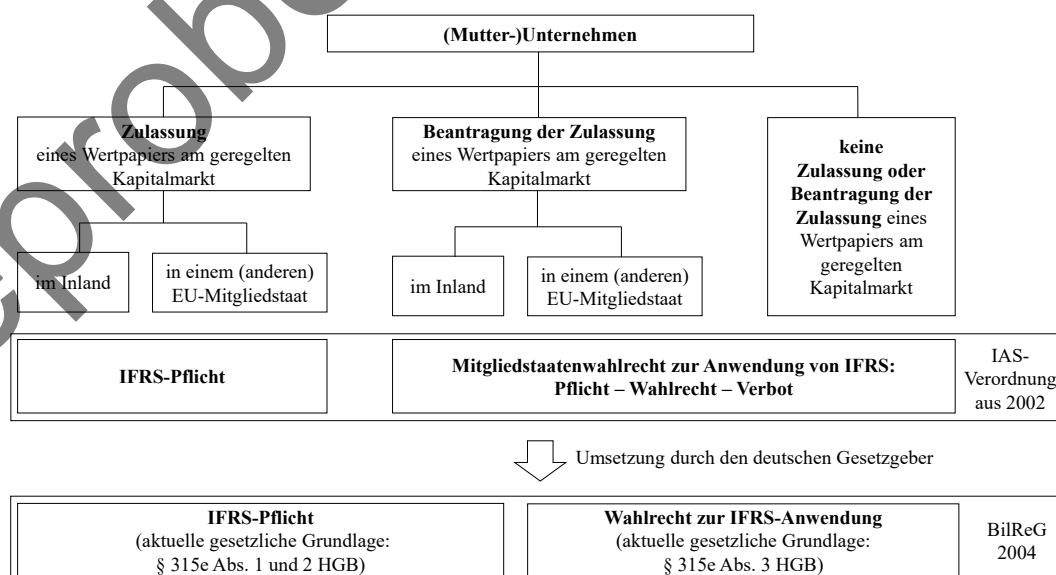 (Mutter-)Unternehmen
Zulassung
eines Wertpapiers am geregelten
Kapitalmarkt
Beantragung der Zulassung
eines Wertpapiers am geregelten
Kapitalmarkt
keine
Zulassung oder
Beantragung der
Zulassung eines
Wertpapiers am
geregelten
Kapitalmarkt
im Inland
in einem (anderen)
EU-Mitgliedstaat
im Inland
in einem (anderen)
EU-Mitgliedstaat
IFRS-Pflicht
Mitgliedstaatenwahlrecht zur Anwendung von IFRS:
Pflicht – Wahlrecht – Verbot
IAS-
Verordnung
aus 2002
Umsetzung durch den deutschen Gesetzgeber
IFRS-Pflicht
(aktuelle gesetzliche Grundlage:
§ 315e Abs. 1 und 2 HGB)
Wahlrecht zur IFRS-Anwendung
(aktuelle gesetzliche Grundlage:
§ 315e Abs. 3 HGB)
BilReG
2004